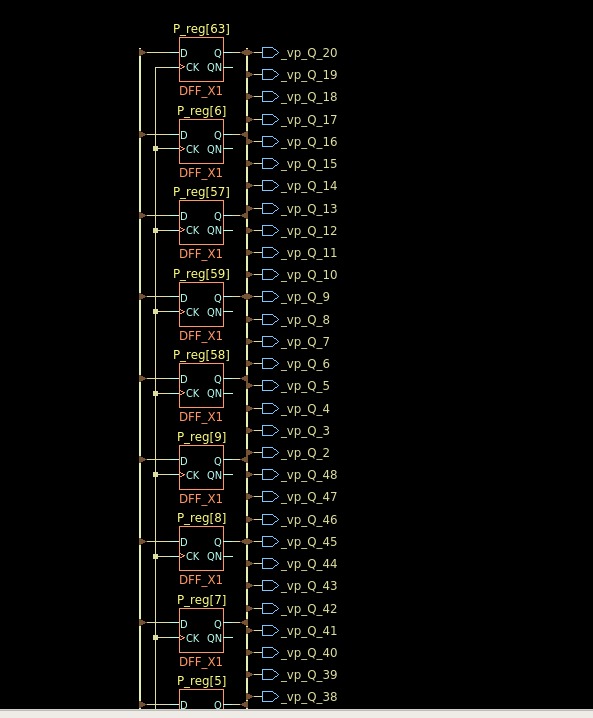 P_reg[63]
D Q _vp_Q_20
CK QN _vp_Q_19
DFF_X1 _vp_Q_18
P_reg[6] _vp_Q_17
D Q _vp_Q_16
CK QN _vp_Q_15
DFF_X1 _vp_Q_14
P_reg[57] _vp_Q_13
D Q _vp_Q_12
CK QN _vp_Q_11
DFF_X1 _vp_Q_10
P_reg[59]
D Q _vp_Q_9
CK QN _vp_Q_8
DFF_X1 _vp_Q_7
P_reg[58] _vp_Q_6
D Q _vp_Q_5
CK QN _vp_Q_4
DFF_X1 _vp_Q_3
P_reg[9] _vp_Q_2
D Q _vp_Q_48
CK QN _vp_Q_47
DFF_X1 _vp_Q_46
P_reg[8]
D Q _vp_Q_45
CK QN _vp_Q_44
DFF_X1 _vp_Q_43
P_reg[7] _vp_Q_42
D Q _vp_Q_41
CK QN _vp_Q_40
DFF_X1 _vp_Q_39
P_reg[5] _vp_Q_38
D Q